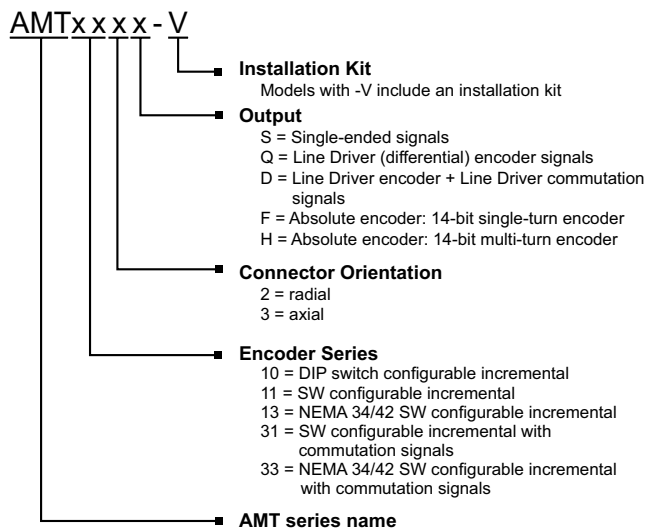 AMTxxxx-V
Installation Kit
Models with -V include an installation kit
Output
S = Single-ended signals
Q = Line Driver (differential) encoder signals
D = Line Driver encoder + Line Driver commutation
signals
F = Absolute encoder: 14-bit single-turn encoder
H = Absolute encoder: 14-bit multi-turn encoder
Connector Orientation
2 = radial
3 = axial
Encoder Series
10 = DIP switch configurable incremental
11 = SW configurable incremental
13 = NEMA 34/42 SW configurable incremental
31 = SW configurable incremental with
commutation signals
33 = NEMA 34/42 SW configurable incremental
with commutation signals
AMT series name